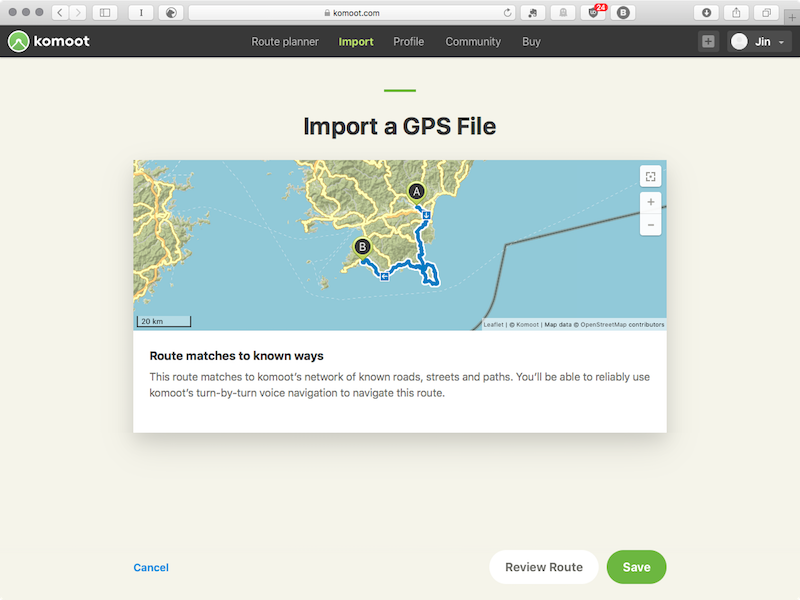 komoot.com
24
I
B
komoot
Route planner
Import
Profile
Community
Buy
Jin
Import a GPS File
A
B
+
−
20 km
Leaflet | © Komoot | Map data © OpenStreetMap contributors
Route matches to known ways
This route matches to komoot's network of known roads, streets and paths. You'll be able to reliably use
komoot's turn-by-turn voice navigation to navigate this route.
Cancel
Review Route
Save